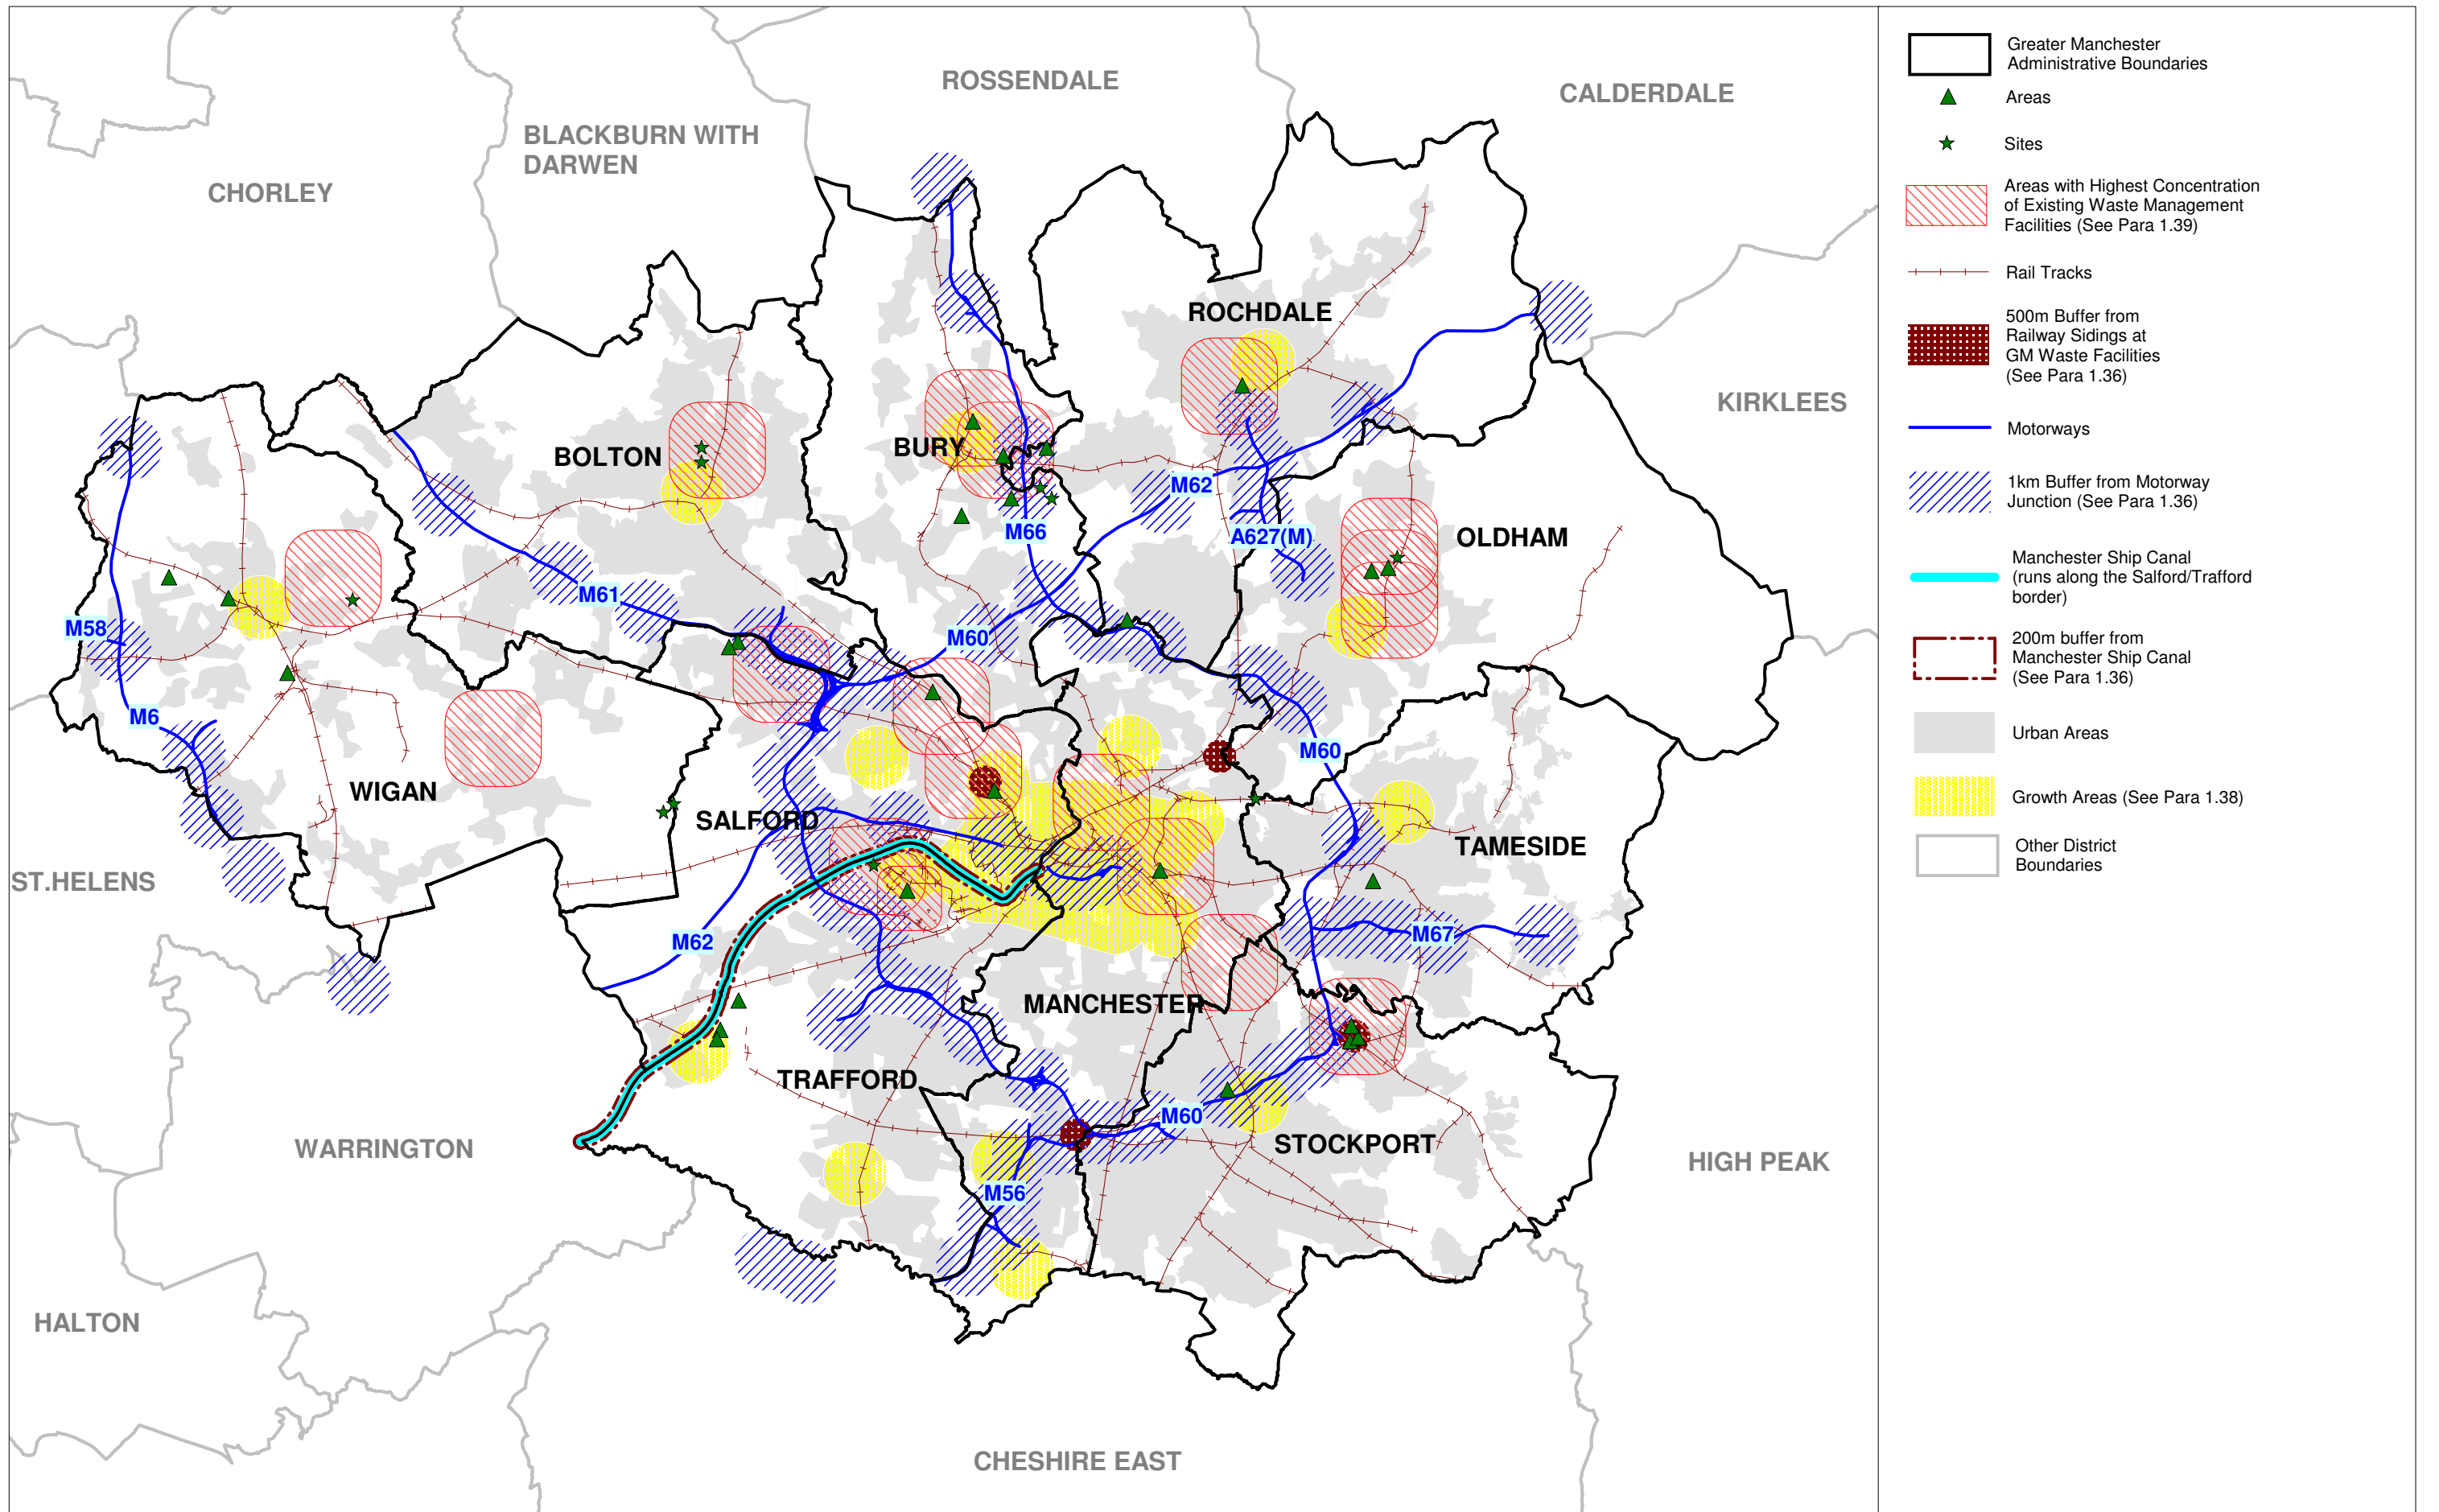 ROSSENDALE
CALDERDALE
BLACKBURN WITH
DARWEN
CHORLEY
ROCHDALE
KIRKLEES
BOLTON
BURY
M62
M66
A627(M)
OLDHAM
M61
M58
M60
M6
M60
WIGAN
SALFORD
TAMESIDE
ST.HELENS
M62
M67
MANCHESTER
TRAFFORD
M60
WARRINGTON
STOCKPORT
HIGH PEAK
M56
HALTON
CHESHIRE EAST
Greater Manchester
Administrative Boundaries
Areas
Sites
Areas with Highest Concentration
of Existing Waste Management
Facilities (See Para 1.39)
Rail Tracks
500m Buffer from
Railway Sidings at
GM Waste Facilities
(See Para 1.36)
Motorways
1km Buffer from Motorway
Junction (See Para 1.36)
Manchester Ship Canal
(runs along the Salford/Trafford
border)
200m buffer from
Manchester Ship Canal
(See Para 1.36)
Urban Areas
Growth Areas (See Para 1.38)
Other District
Boundaries